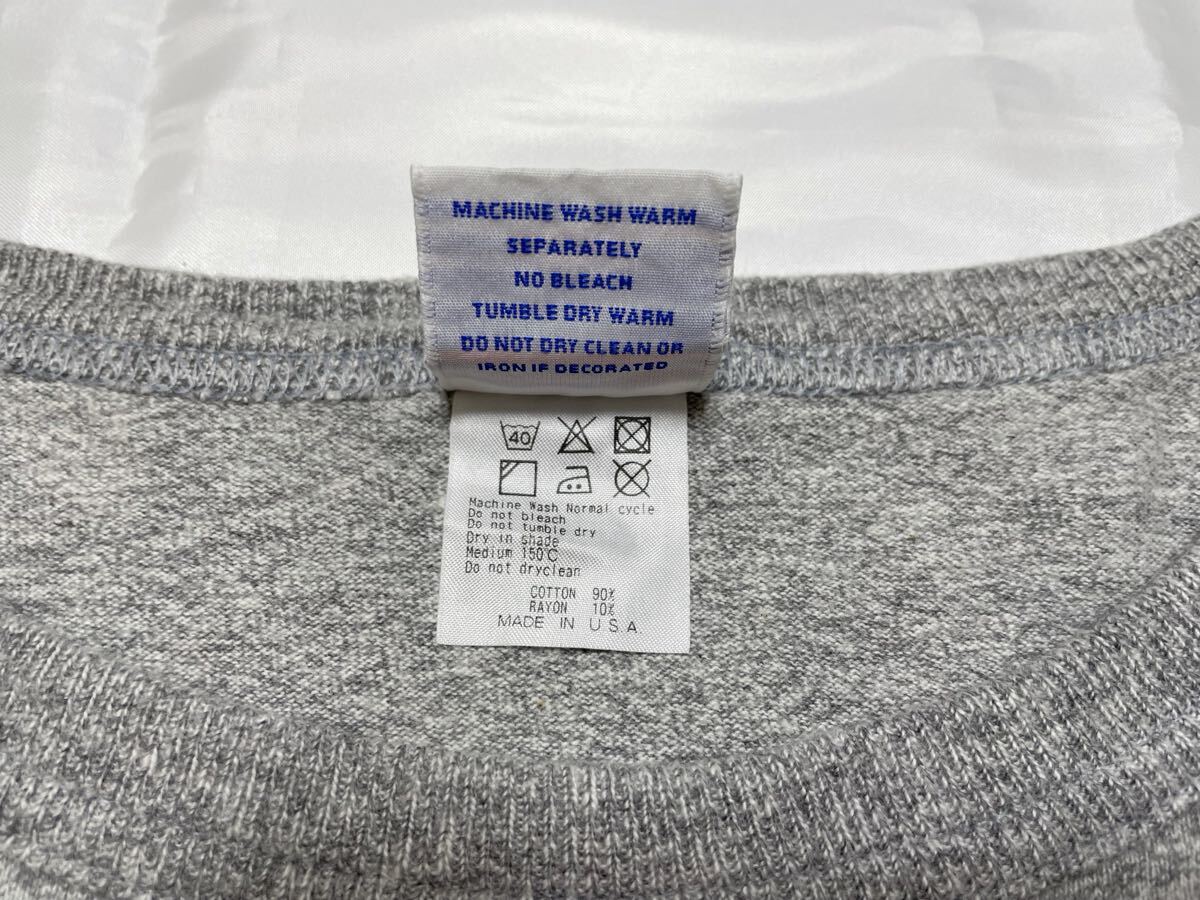 MACHINE WASH WARM
SEPARATELY
NO BLEACH
TUMBLE DRY WARM
DO NOT DRY CLEAN OR
IRON IF DECORATED
40
Machine Wash Normal cycle
Do not bleach
Do not tumble dry
Dry in shade
Medium 150℃
Do not dryclean
COTTON 90%
RAYON 10%
MADE IN U.S.A.